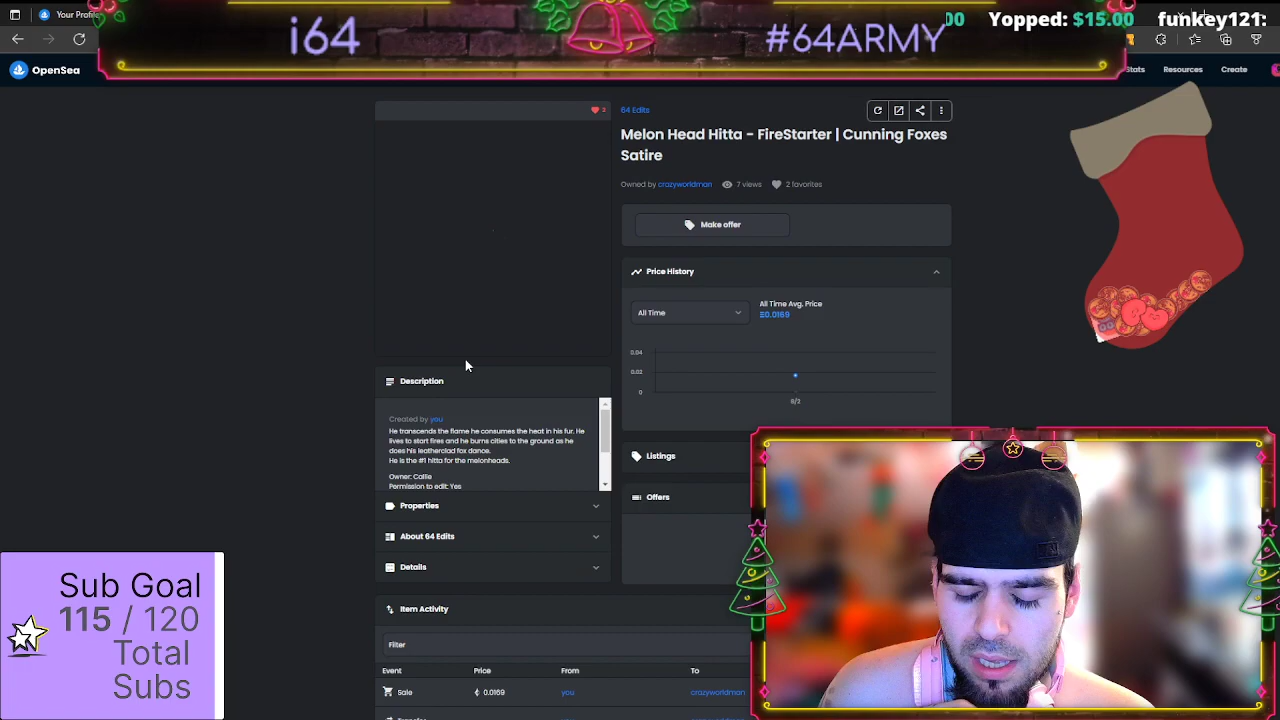 Your Profi
00 Yopped: $15.00 funkey121:
i64
#64ARMY
OpenSea
Stats Resources Create
3
64 Edits
Melon Head Hitta - FireStarter | Cunning Foxes
Satire
Owned by crazyworldman 7 views 2 favorites
Make offer
Price History
All Time
All Time Avg. Price
Ξ0.0169
0.04
0.02
0
8/2
Description
Created by you
He transcends the flame he consumes the heat in his fur. He
lives to start fires and he burns cities to the ground as he
does his leatherclad fox dance.
He is the #1 hitta for the melonheads.
Owner: Callie
Permission to edit: Yes
Properties
About 64 Edits
Details
Listings
Offers
Item Activity
Filter
Event Price From To
Sale 0.0169 you crazyworldman
Sub Goal
115 / 120
Total
Subs